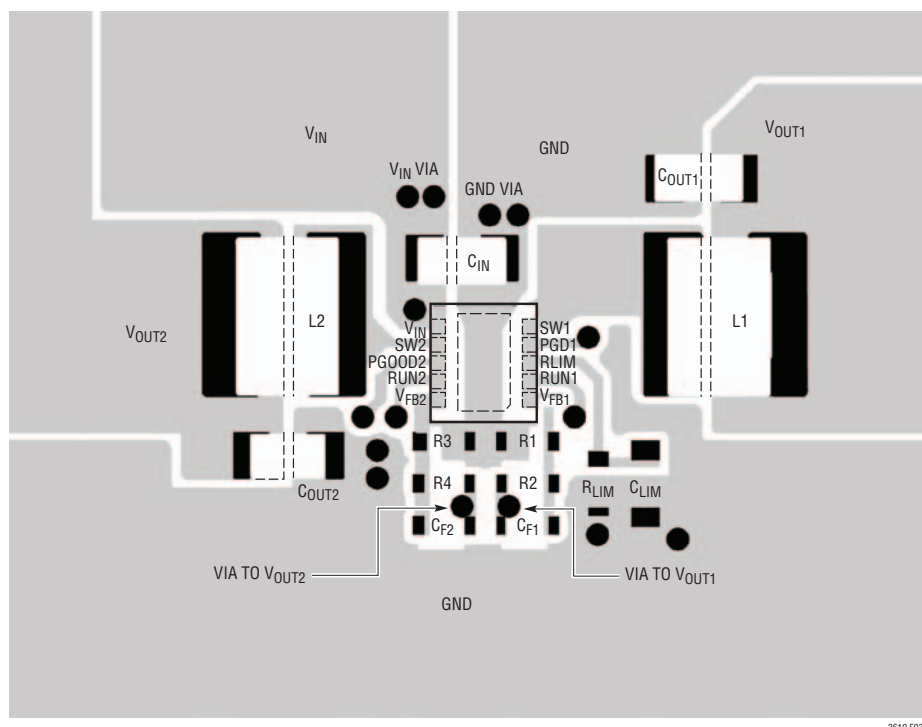 VIN
VOUT1
GND
COUT1
VIN VIA
GND VIA
CIN
L2
L1
VOUT2
VIN
SW1
SW2
PGD1
PGOOD2
RLIM
RUN2
RUN1
VFB2
VFB1
R3
R1
COUT2
R4
R2
RLIM
CLIM
CF2
CF1
VIA TO VOUT2
VIA TO VOUT1
GND